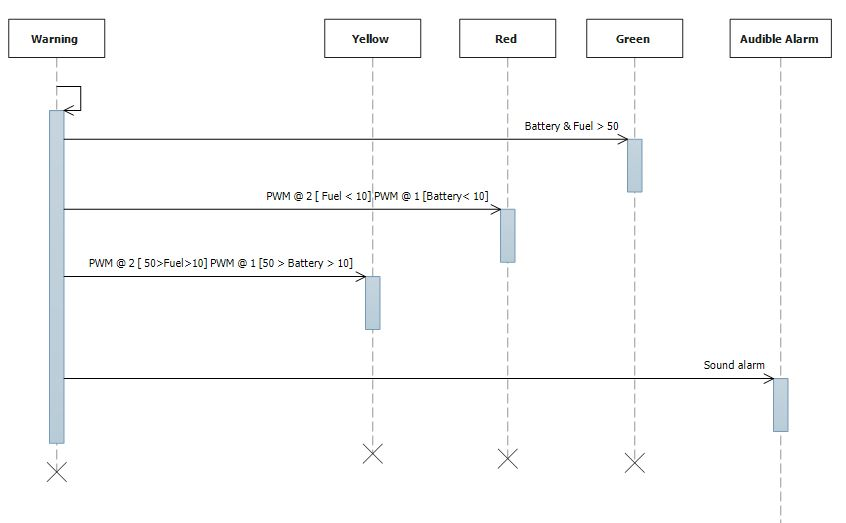 Warning
Yellow
Red
Green
Audible Alarm
Battery & Fuel > 50
PWM @ 2 [ Fuel < 10] PWM @ 1 [Battery< 10]
PWM @ 2 [ 50>Fuel>10] PWM @ 1 [50 > Battery > 10]
Sound alarm